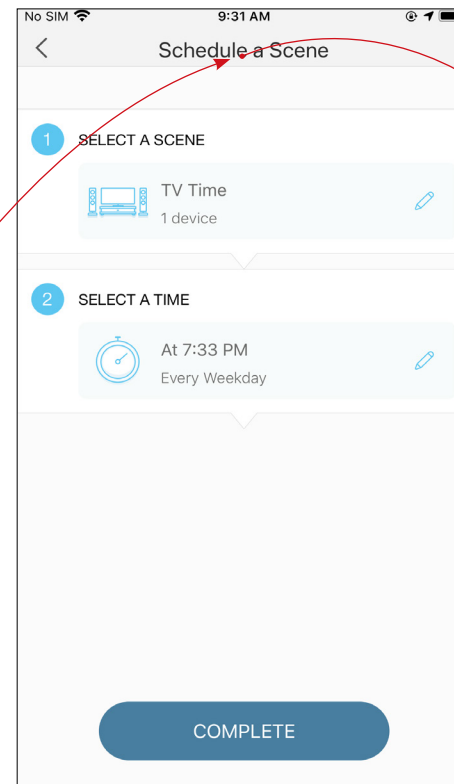 No SIM 9:31 AM
Schedule a Scene
1 SELECT A SCENE
TV Time
1 device
2 SELECT A TIME
At 7:33 PM
Every Weekday
COMPLETE